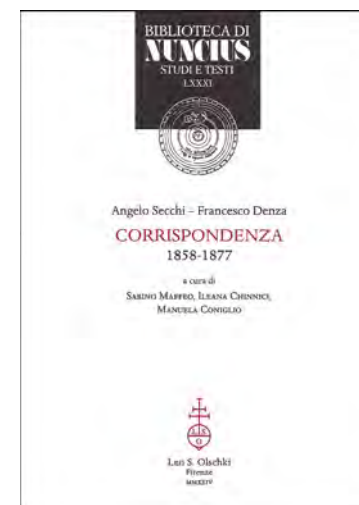 BIBLIOTECA DI
NUNCIUS
STUDI E TESTI
LXXXI
Angelo Secchi – Francesco Denza
CORRISPONDENZA
1858-1877
a cura di
Sabino Maffeo, Ileana Chinnici,
Manuela Coniglio
Leo S. Olschki
Firenze
MMXXIV